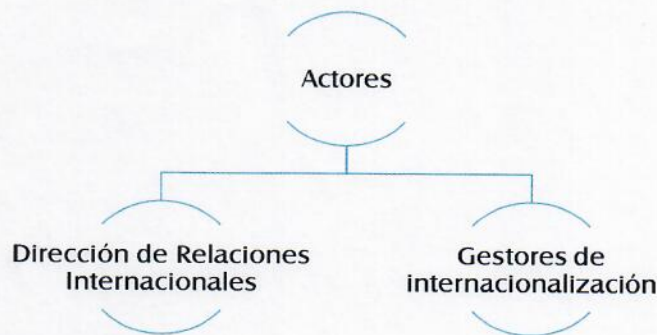 Actores
Dirección de Relaciones
Internacionales
Gestores de
internacionalización